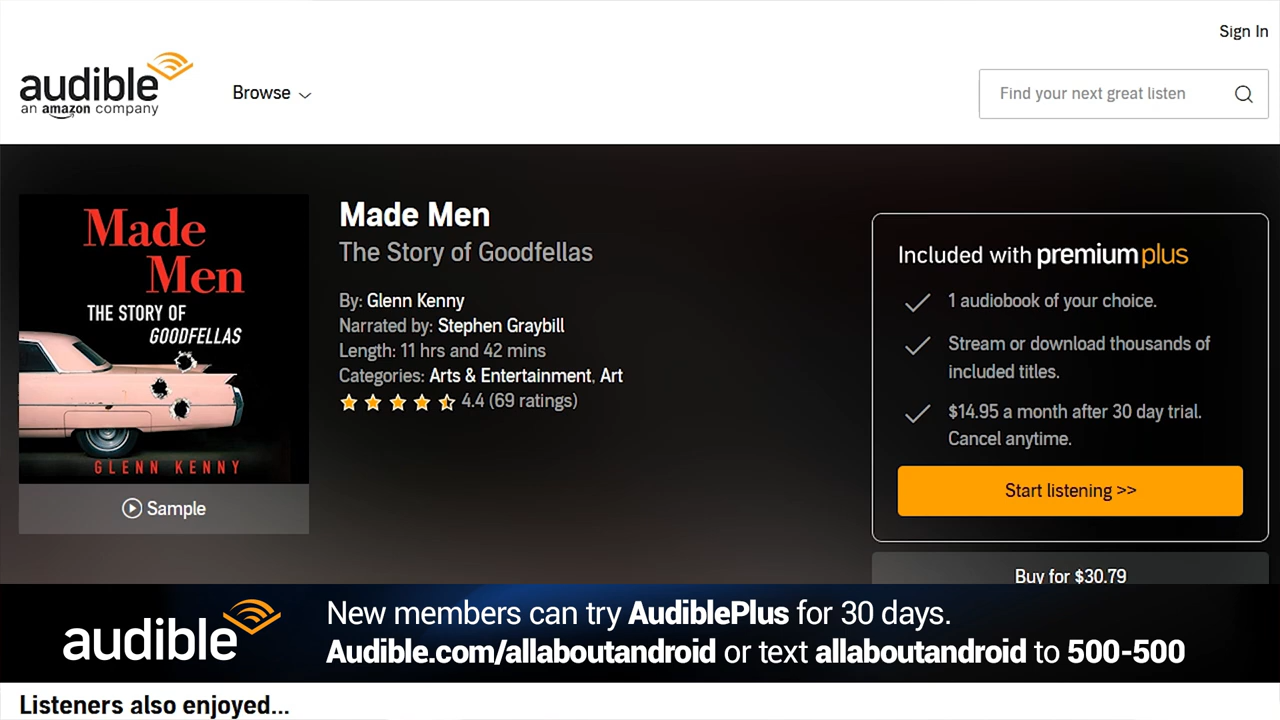 Sign In
audible
an amazon company
Browse
Find your next great listen
Made
Men
THE STORY OF
GOODFELLAS
GLENN KENNY
Sample
Made Men
The Story of Goodfellas
By: Glenn Kenny
Narrated by: Stephen Graybill
Length: 11 hrs and 42 mins
Categories: Arts & Entertainment, Art
4.4 (69 ratings)
Included with premium plus
1 audiobook of your choice.
Stream or download thousands of
included titles.
$14.95 a month after 30 day trial.
Cancel anytime.
Start listening >>
Buy for $30.79
audible
New members can try AudiblePlus for 30 days.
Audible.com/allaboutandroid or text allaboutandroid to 500-500
Listeners also enjoyed...